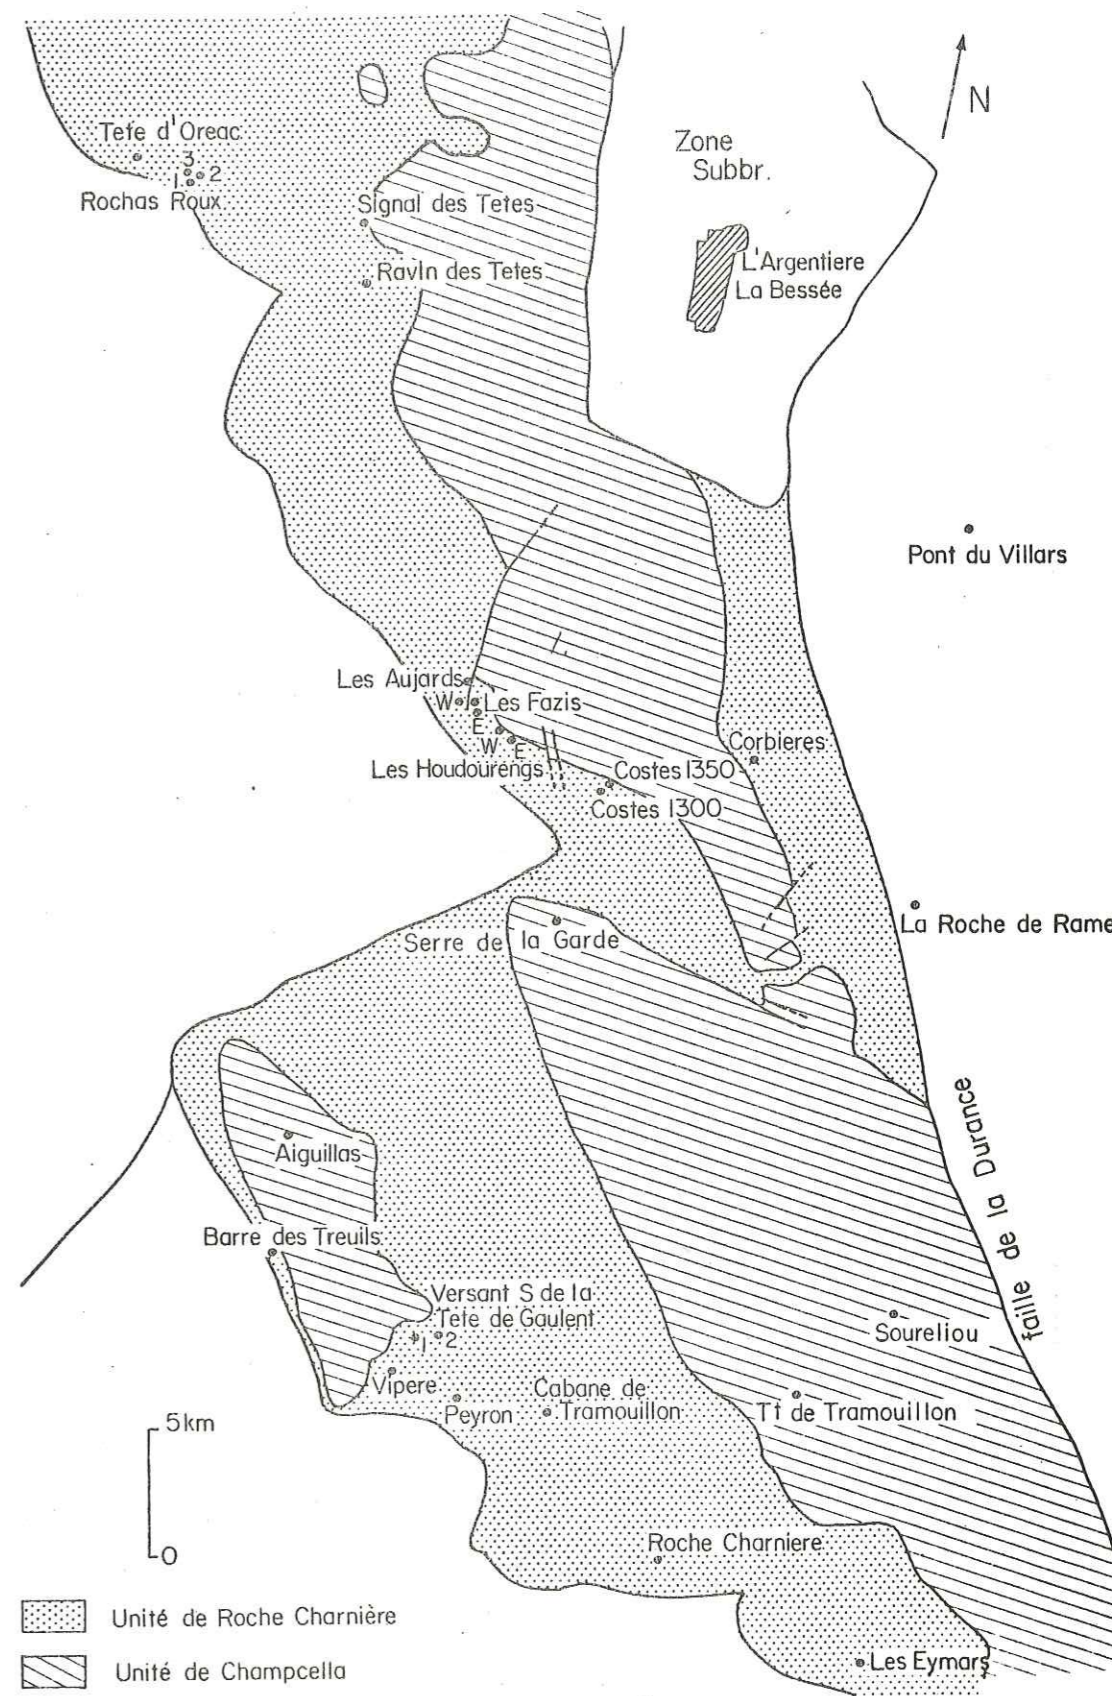 N
Zone
Subbr.
Tete d'Oreac
3
2
1
Rochas Roux
Signal des Tetes
Ravin des Tetes
L'Argentiere
La Bessée
Pont du Villars
Les Aujards
W
Les Fazis
E
W
E
Les Houdourengs
Corbieres
Costes 1350
Costes 1300
La Roche de Rame
Serre de la Garde
faille de la Durance
Aiguillas
Barre des Treuils
Versant S de la
Tete de Gaulent
1 2
Soureliou
Vipere
Peyron
Cabane de
Tramouillon
Tt de Tramouillon
5km
0
Roche Charniere
Unité de Roche Charnière
Unité de Champcella
Les Eymars